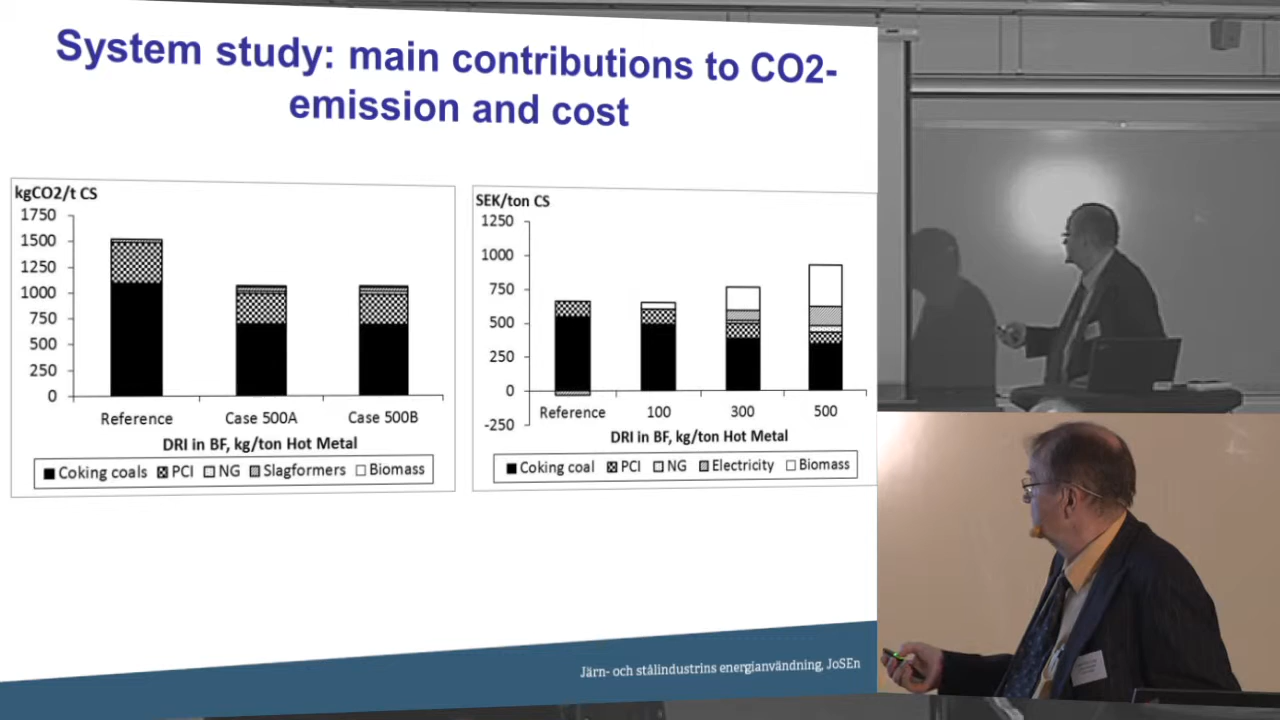 System study: main contributions to CO2-
emission and cost
kgCO2/t CS
1750
1500
1250
1000
750
500
250
0
Reference Case 500A Case 500B
DRI in BF, kg/ton Hot Metal
Coking coals PCI NG Slagformers Biomass
SEK/ton CS
1250
1000
750
500
250
0
-250
Reference 100 300 500
DRI in BF, kg/ton Hot Metal
Coking coal PCI NG Electricity Biomass
Järn- och stålindustrins energianvändning, JoSEn